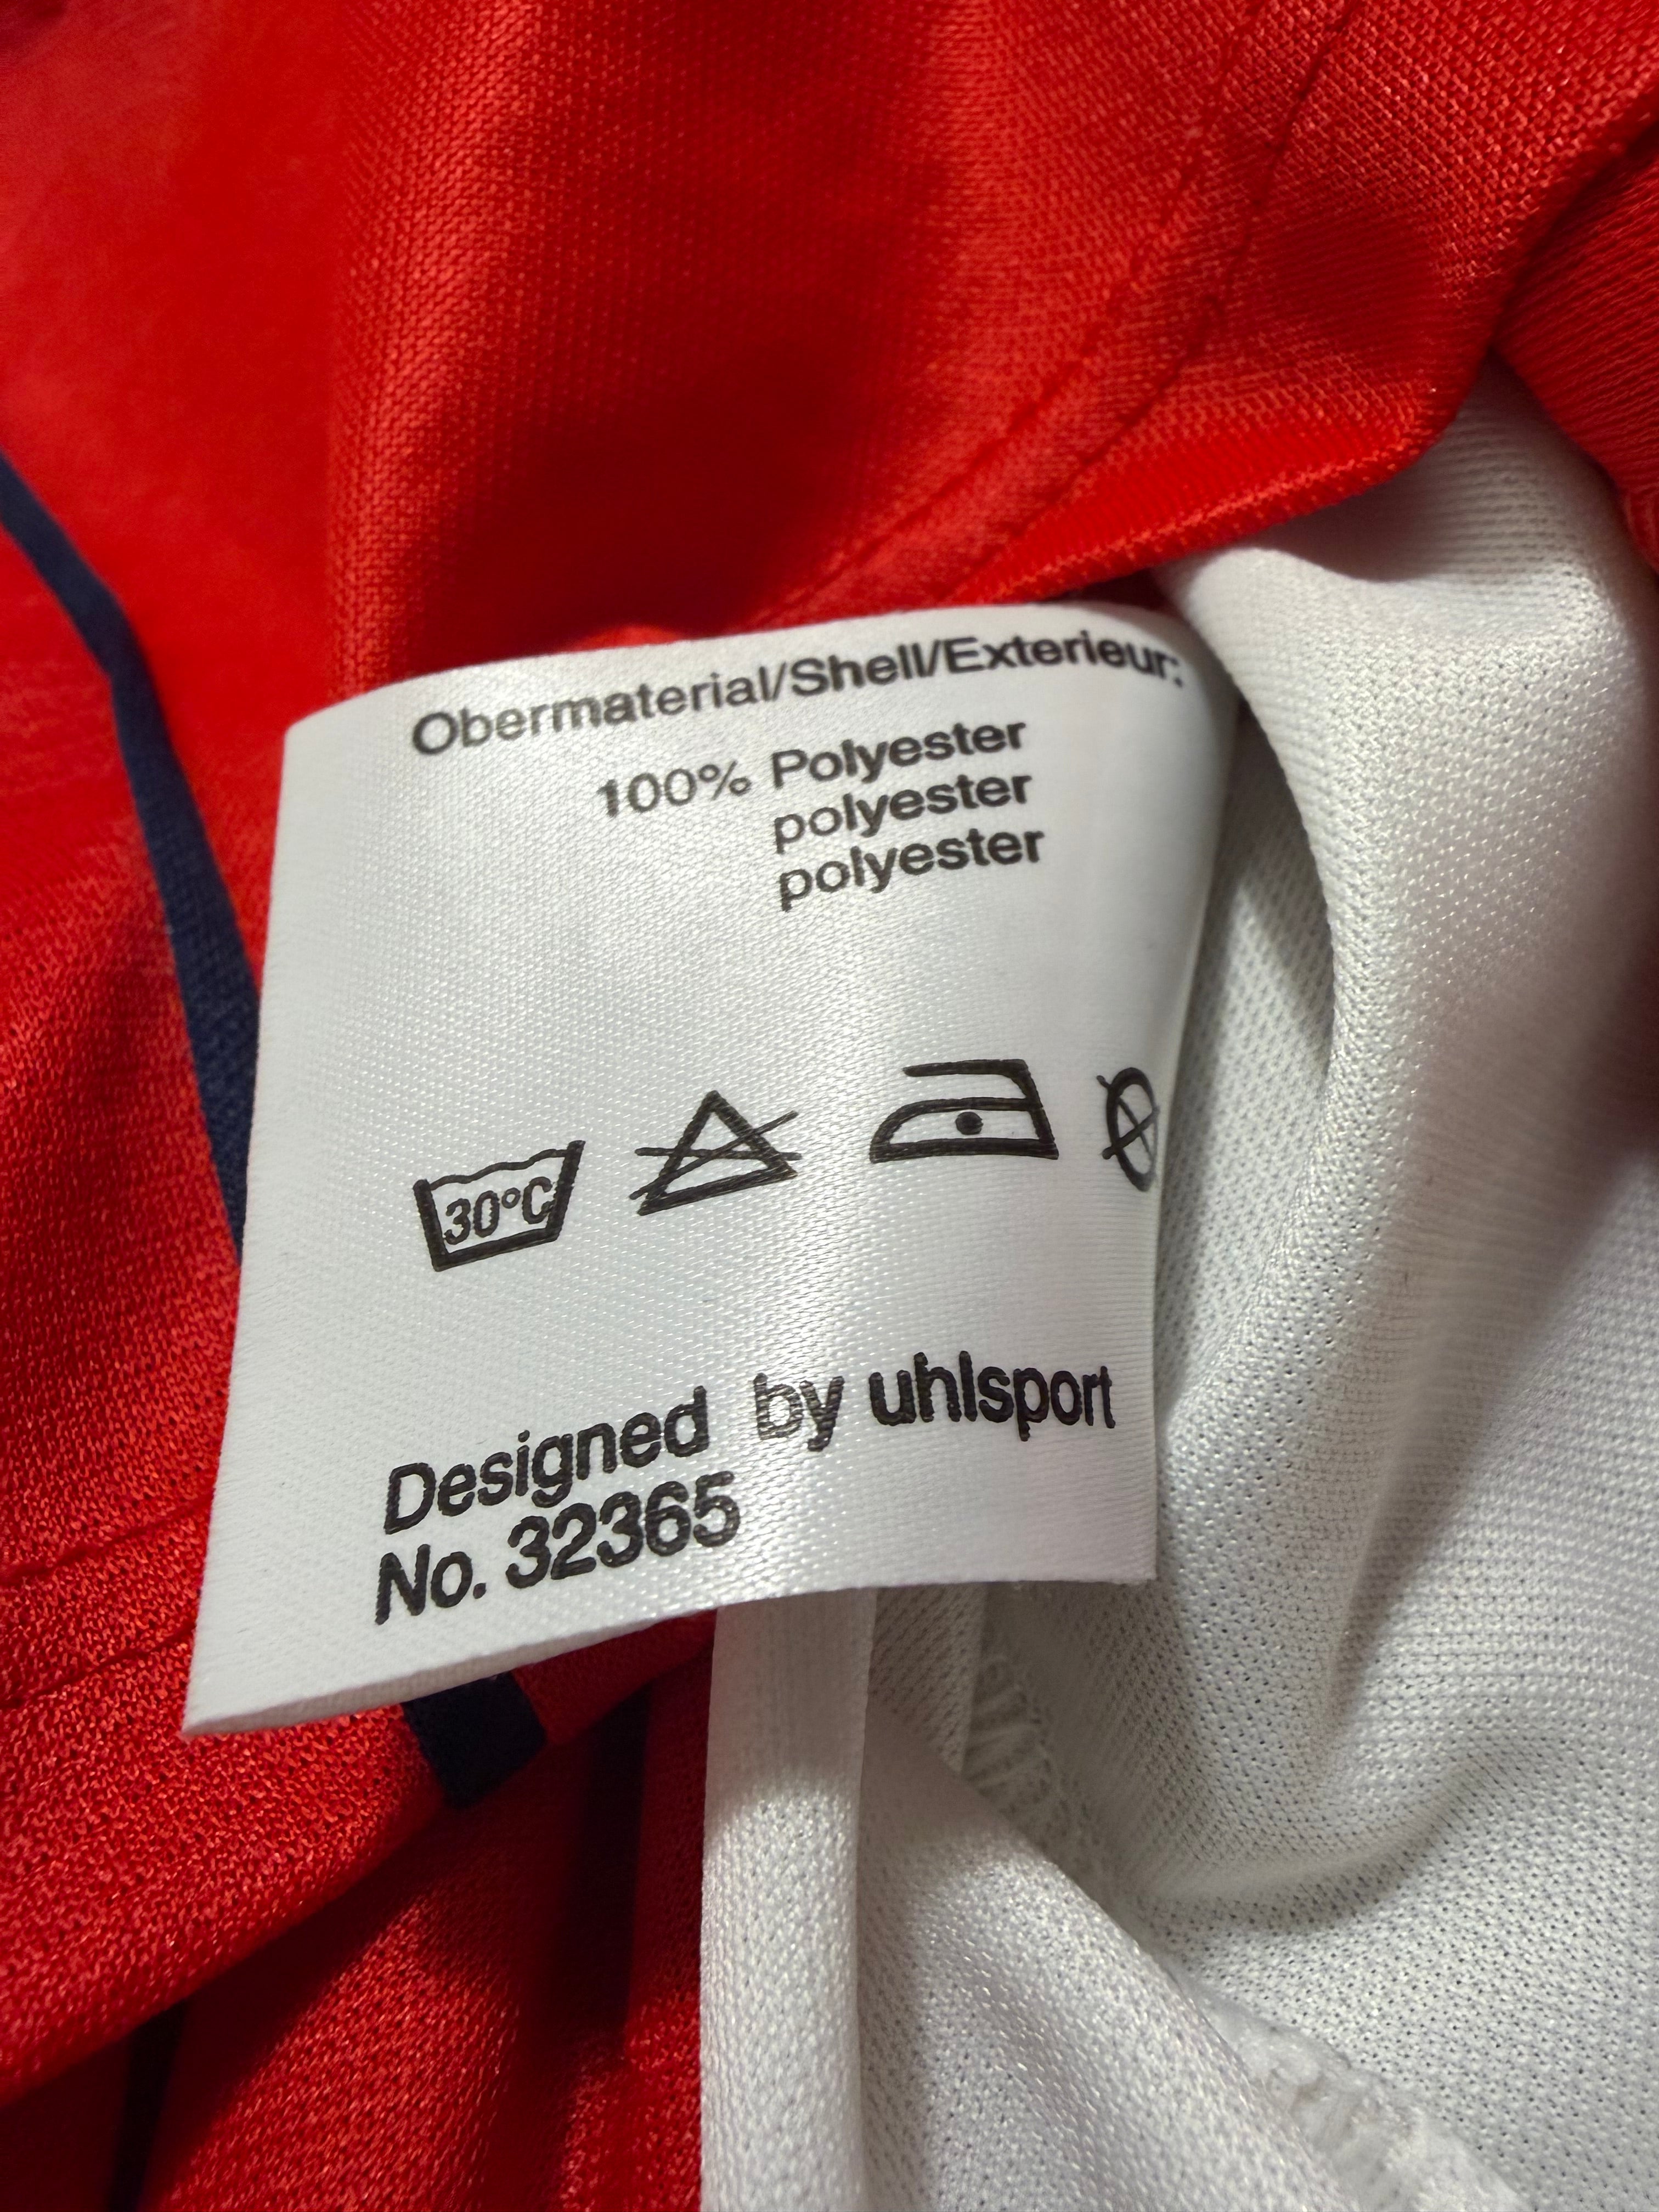 Obermaterial/Shell/Exterieur:
100% Polyester
polyester
polyester
30°C
Designed by uhlsport
No. 32365